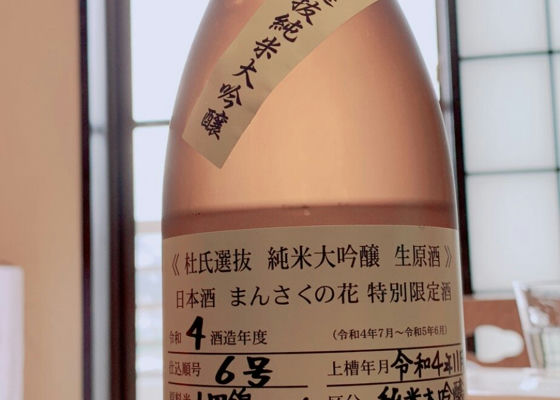 抜 純米大吟醸
《 杜氏選抜 純米大吟醸 生原酒 》
日本酒 まんさくの花 特別限定酒
令和 4 酒造年度 (令和4年7月〜令和5年6月)
仕込順号 6号 上槽年月 令和4年11月